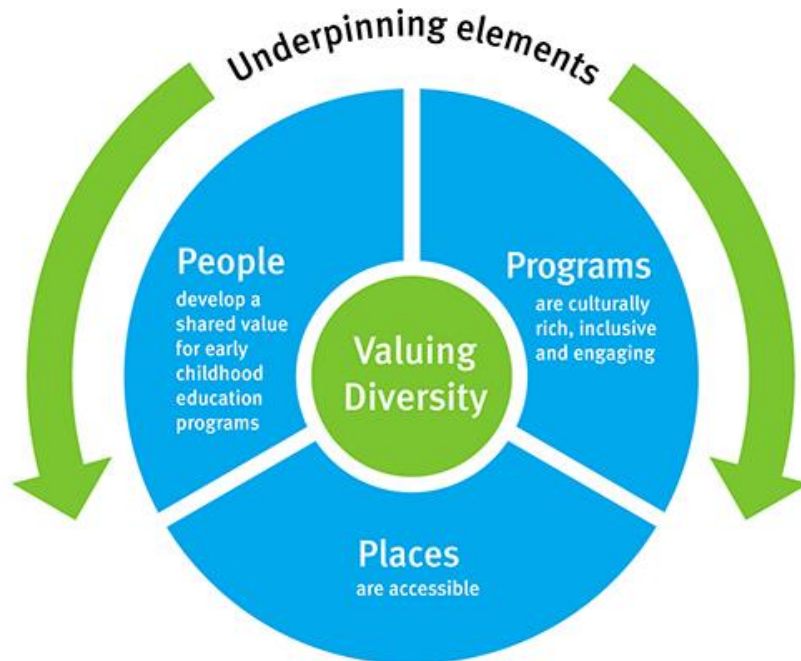 Underpinning elements
People
develop a
shared value
for early
childhood
education
programs
Programs
are culturally
rich, inclusive
and engaging
Valuing
Diversity
Places
are accessible